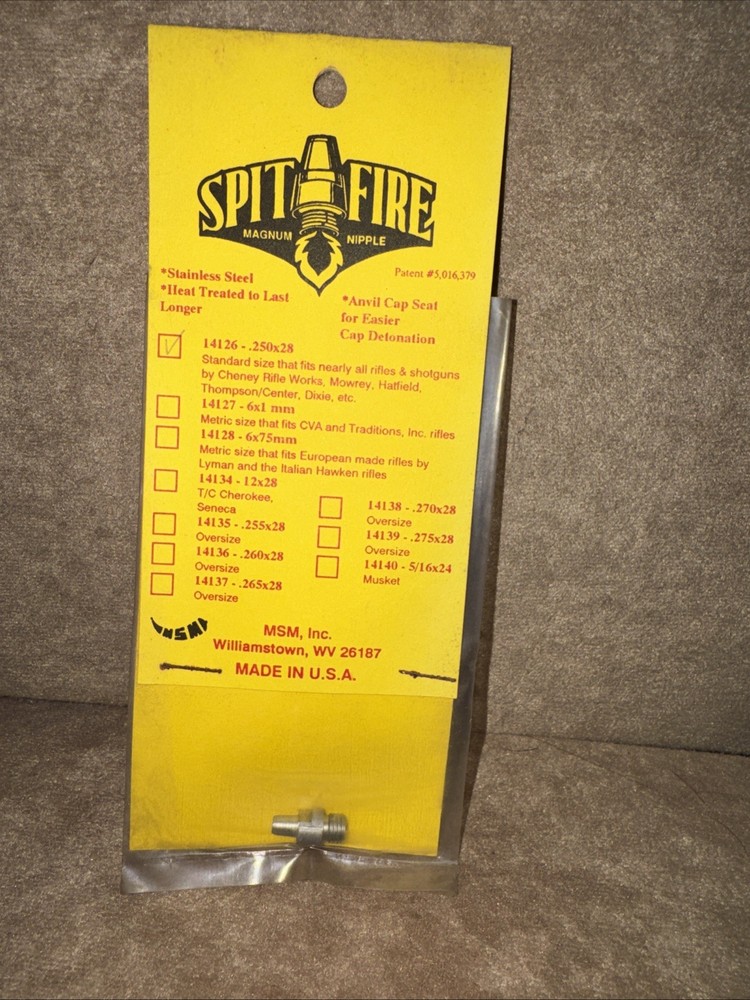 SPITFIRE
MAGNUM NIPPLE
Patent #5,016,379
*Stainless Steel
*Heat Treated to Last
Longer
*Anvil Cap Seat
for Easier
Cap Detonation
14126 - .250x28
Standard size that fits nearly all rifles & shotguns
by Cheney Rifle Works, Mowrey, Hatfield,
Thompson/Center, Dixie, etc.
14127 - 6x1 mm
Metric size that fits CVA and Traditions, Inc. rifles
14128 - 6x75mm
Metric size that fits European made rifles by
Lyman and the Italian Hawken rifles
14134 - 12x28
T/C Cherokee,
Seneca
14135 - .255x28
Oversize
14136 - .260x28
Oversize
14137 - .265x28
Oversize
14138 - .270x28
Oversize
14139 - .275x28
Oversize
14140 - 5/16x24
Musket
MSM
MSM, Inc.
Williamstown, WV 26187
MADE IN U.S.A.